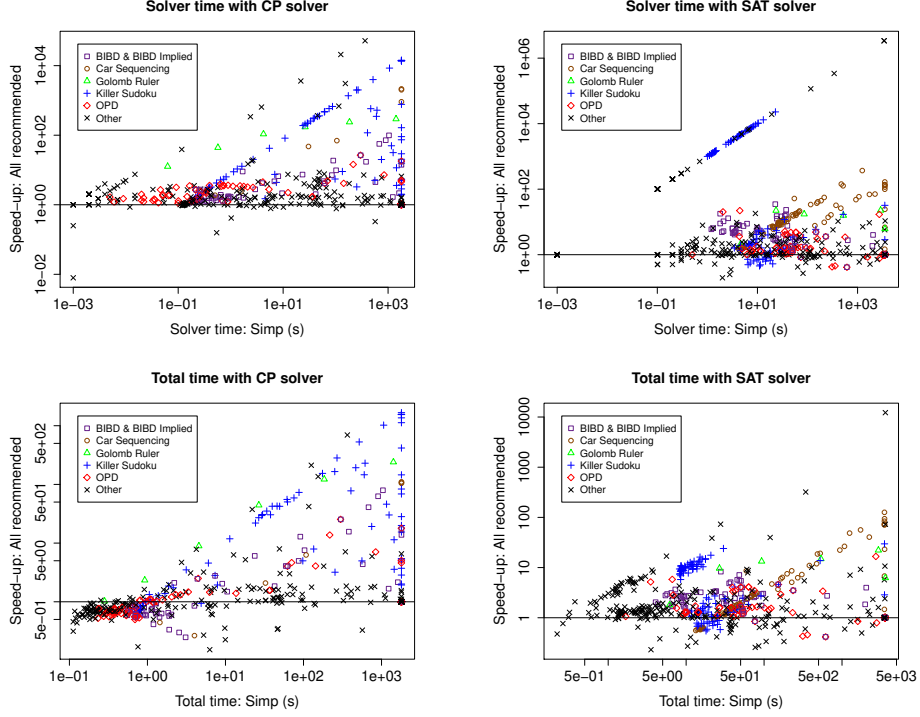 Solver time with CP solver
Speed-up: All recommended
1e+04
1e+02
1e+00
1e-02
BIBD & BIBD Implied
Car Sequencing
Golomb Ruler
Killer Sudoku
OPD
Other
1e-03
1e-01
1e+01
1e+03
Solver time: Simp (s)
Solver time with SAT solver
Speed-up: All recommended
1e+06
1e+04
1e+02
1e+00
BIBD & BIBD Implied
Car Sequencing
Golomb Ruler
Killer Sudoku
OPD
Other
1e-03
1e-01
1e+01
1e+03
Solver time: Simp (s)
Total time with CP solver
Speed-up: All recommended
5e+02
5e+01
5e+00
5e+00
5e-01
BIBD & BIBD Implied
Car Sequencing
Golomb Ruler
Killer Sudoku
OPD
Other
1e-01
1e+00
1e+01
1e+02
1e+03
Total time: Simp (s)
Total time with SAT solver
Speed-up: All recommended
10000
1000
100
10
1
BIBD & BIBD Implied
Car Sequencing
Golomb Ruler
Killer Sudoku
OPD
Other
5e-01
5e+00
5e+01
5e+02
5e+03
Total time: Simp (s)